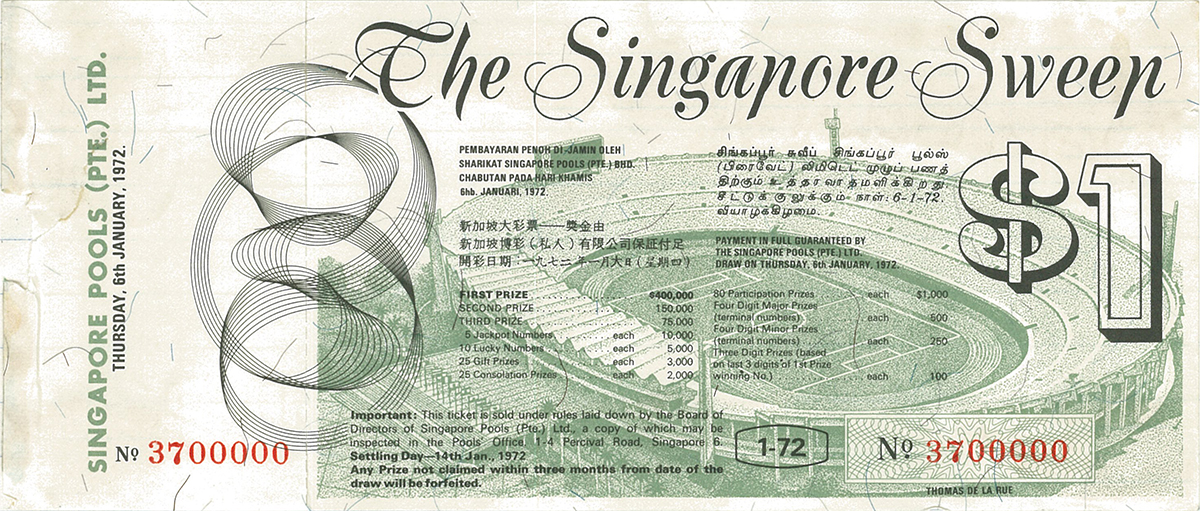 The Singapore Sweep
SINGAPORE POOLS (PTE.) LTD.
THURSDAY, 6th JANUARY, 1972.
PEMBAYARAN PENOH DI-JAMIN OLEH
SHARIKAT SINGAPORE POOLS (PTE.) BHD.
CHABUTAN PADA HARI KHAMIS
6hb. JANUARI, 1972.
சிங்கப்பூர் சுவீப் சிங்கப்பூர் பூல்ஸ்
(பிரைவேட்) லிமிடெட் முழுப் பணத்
திற்கும் உத்தரவாதமளிக்கிறது
சீட்டுக் குலுக்கும் நாள்: 6-1-72.
வியாழக்கிழமை.
$1
新加坡大彩票——獎金由
新加坡博彩(私人)有限公司保証付足
開彩日期:一九七二年一月六日(星期四)
PAYMENT IN FULL GUARANTEED BY
THE SINGAPORE POOLS (PTE.) LTD.
DRAW ON THURSDAY, 6th JANUARY, 1972.
FIRST PRIZE $400,000
SECOND PRIZE 150,000
THIRD PRIZE 75,000
5 Jackpot Numbers each 10,000
10 Lucky Numbers each 5,000
25 Gift Prizes each 3,000
25 Consolation Prizes each 2,000
80 Participation Prizes each $1,000
Four Digit Major Prizes
(terminal numbers) each 500
Four Digit Minor Prizes
(terminal numbers) each 250
Three Digit Prizes (based
on last 3 digits of 1st Prize
winning No.) each 100
Important: This ticket is sold under rules laid down by the Board of
Directors of Singapore Pools (Pte.) Ltd., a copy of which may be
inspected in the Pools Office, 1-4 Percival Road, Singapore 6.
Settling Day—14th Jan., 1972
Any Prize not claimed within three months from date of the
draw will be forfeited.
Nº 3700000
1-72
Nº 3700000
THOMAS DE LA RUE